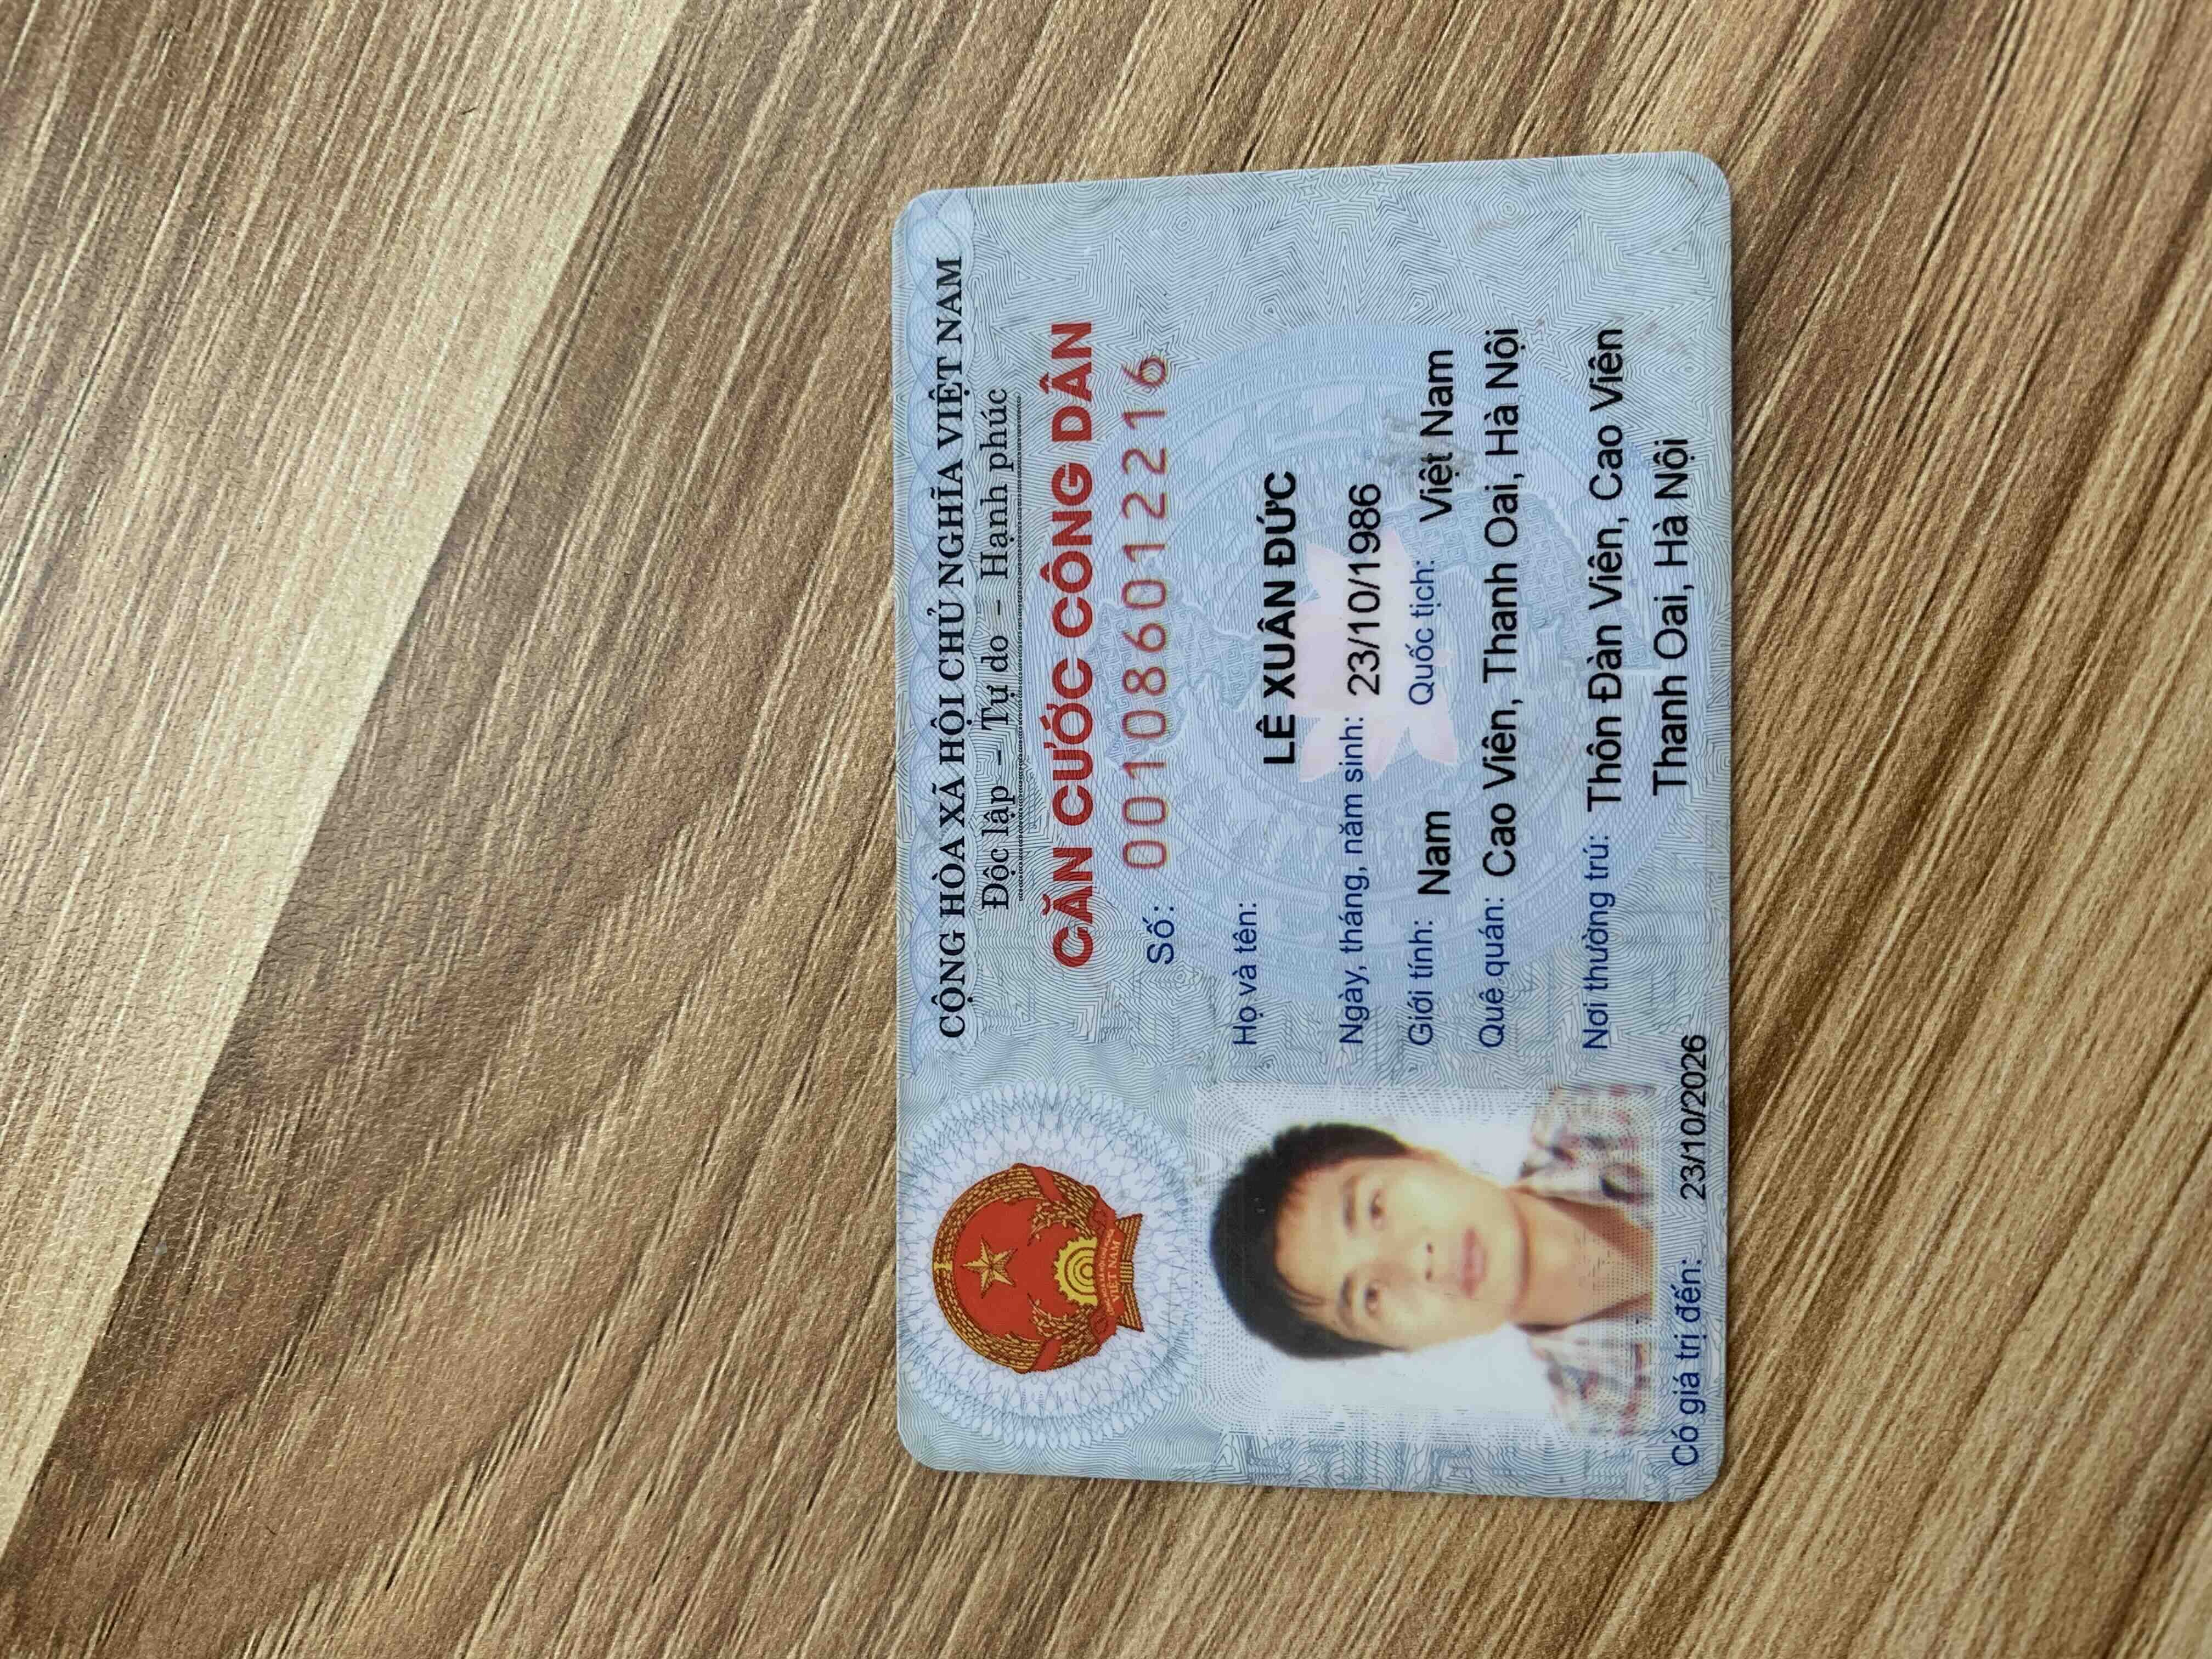 CỘNG HÒA XÃ HỘI CHỦ NGHĨA VIỆT NAM
Độc lập – Tự do – Hạnh phúc
CĂN CƯỚC CÔNG DÂN
Số: 001086012216
Họ và tên:
LÊ XUÂN ĐỨC
Ngày, tháng, năm sinh: 23/10/1986
Giới tính: Nam Quốc tịch: Việt Nam
Quê quán: Cao Viên, Thanh Oai, Hà Nội
Nơi thường trú: Thôn Đàn Viên, Cao Viên
Thanh Oai, Hà Nội
Có giá trị đến: 23/10/2026
VIỆT NAM